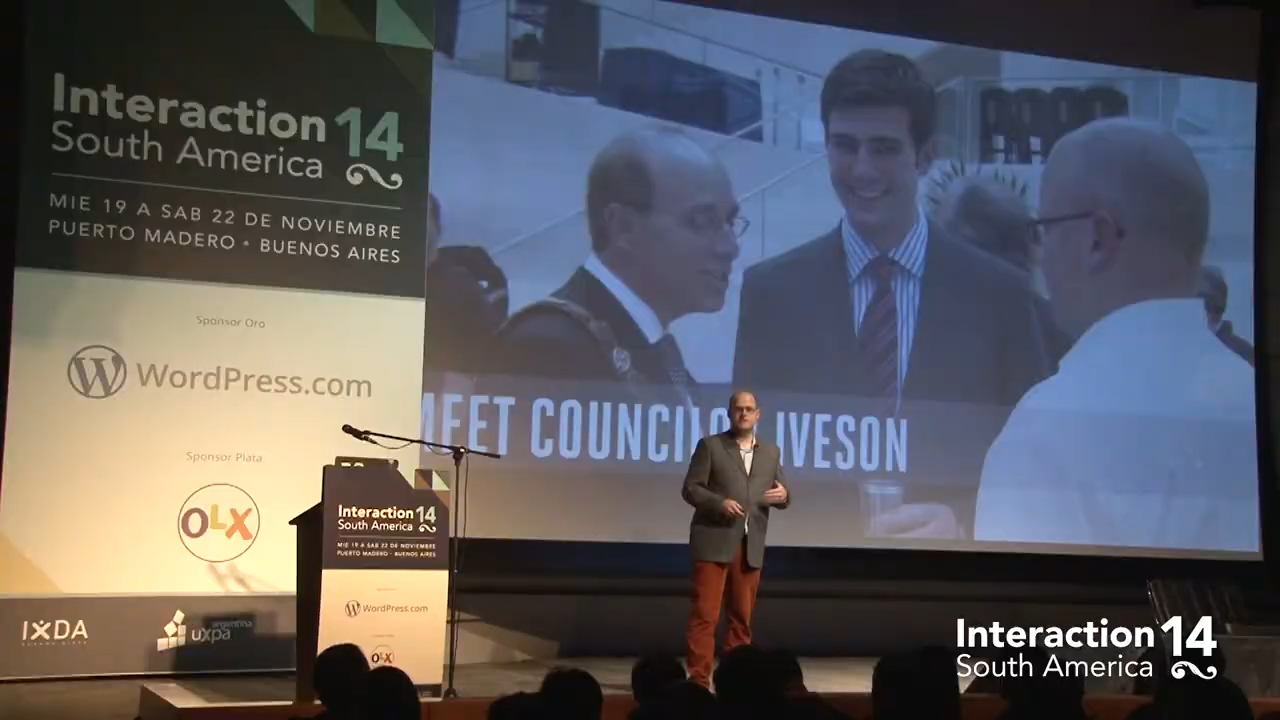 Interaction 14
South America
MIE 19 A SAB 22 DE NOVIEMBRE
PUERTO MADERO • BUENOS AIRES
Sponsor Oro
WordPress.com
Sponsor Plata
OLX
IXDA
argentina
uxpa
MEET COUNCILOR IVESON
Interaction 14
South America
MIE 19 A SAB 22 DE NOVIEMBRE
PUERTO MADERO • BUENOS AIRES
WordPress.com
OLX
Interaction 14
South America